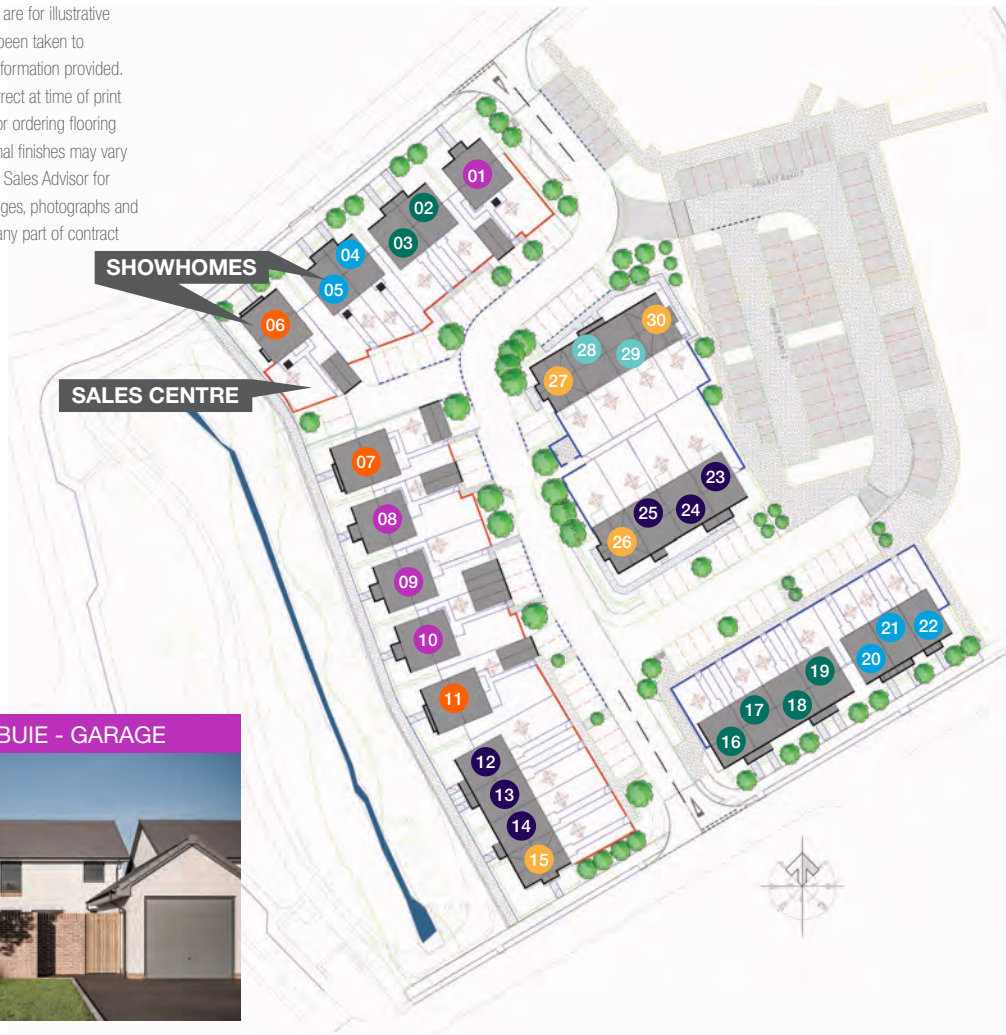 are for illustrative
been taken to
formation provided.
rrect at time of print
or ordering flooring
nal finishes may vary
Sales Advisor for
ges, photographs and
any part of contract
01
02
03
04
SHOWHOMES
05
06
30
28
29
27
SALES CENTRE
07
23
08
25
24
26
09
10
21
22
20
19
11
17
18
16
BUIE - GARAGE
12
13
14
15